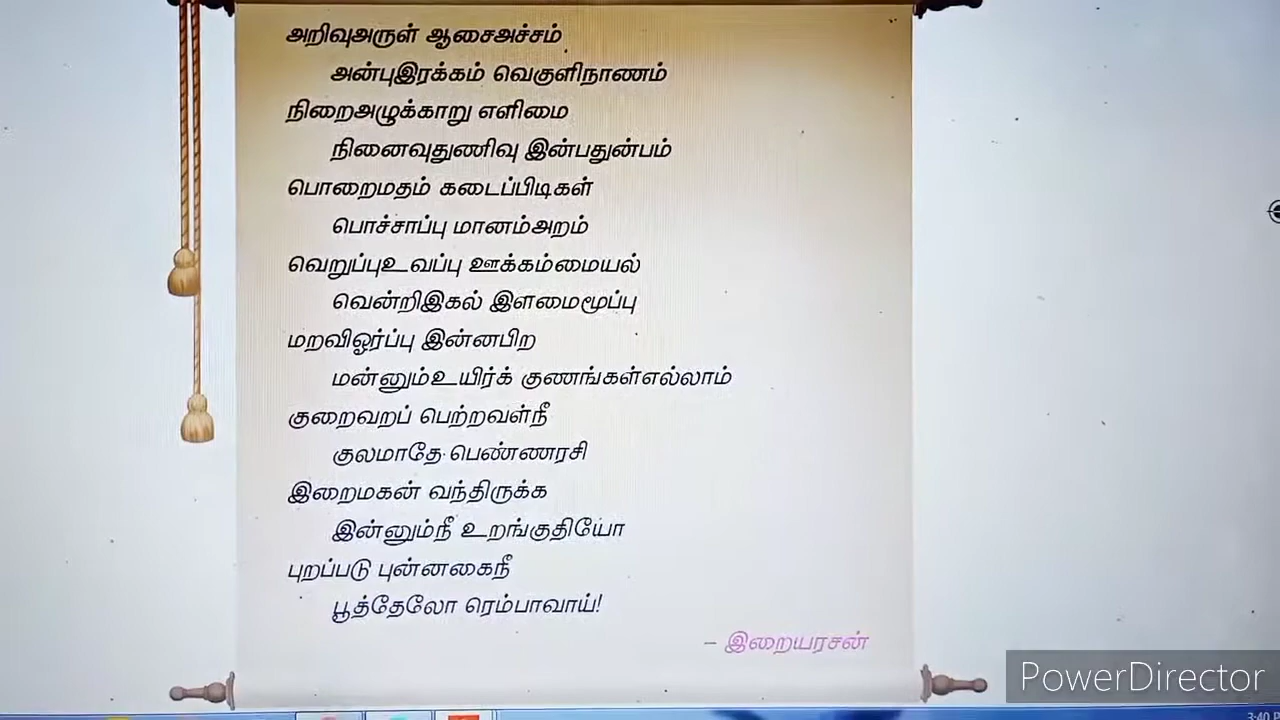 அறிவுஅருள் ஆசைஅச்சம்
அன்புஇரக்கம் வெகுளிநாணம்
நிறைஅழுக்காறு எளிமை
நினைவுதுணிவு இன்பதுன்பம்
பொறைமதம் கடைப்பிடிகள்
பொச்சாப்பு மானம்அறம்
வெறுப்புஉவப்பு ஊக்கம்மையல்
வென்றிஇகல் இளமைமூப்பு
மறவிஓர்ப்பு இன்னபிற
மன்னும்உயிர்க் குணங்கள்எல்லாம்
குறைவறப் பெற்றவள்நீ
குலமாதே பெண்ணரசி
இறைமகன் வந்திருக்க
இன்னும்நீ உறங்குதியோ
புறப்படு புன்னகைநீ
பூத்தேலோ ரெம்பாவாய்!
– இறையரசன்
PowerDirector